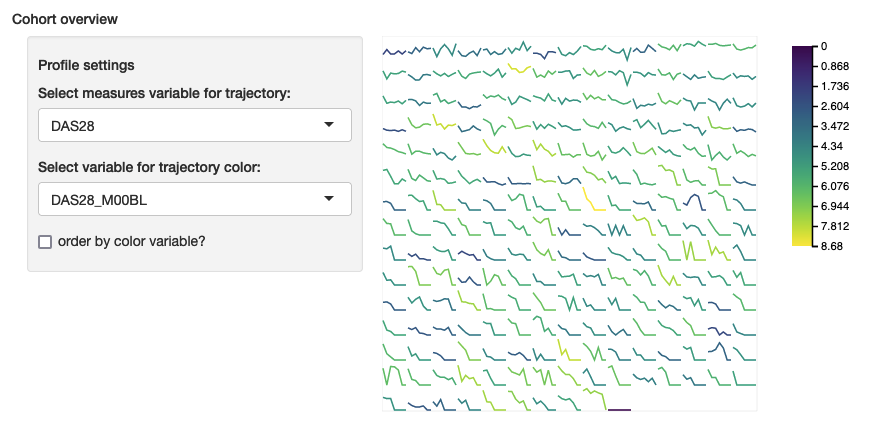 Cohort overview
Profile settings
Select measures variable for trajectory:
DAS28
Select variable for trajectory color:
DAS28_M00BL
order by color variable?
0
0.868
1.736
2.604
3.472
4.34
5.208
6.076
6.944
7.812
8.68